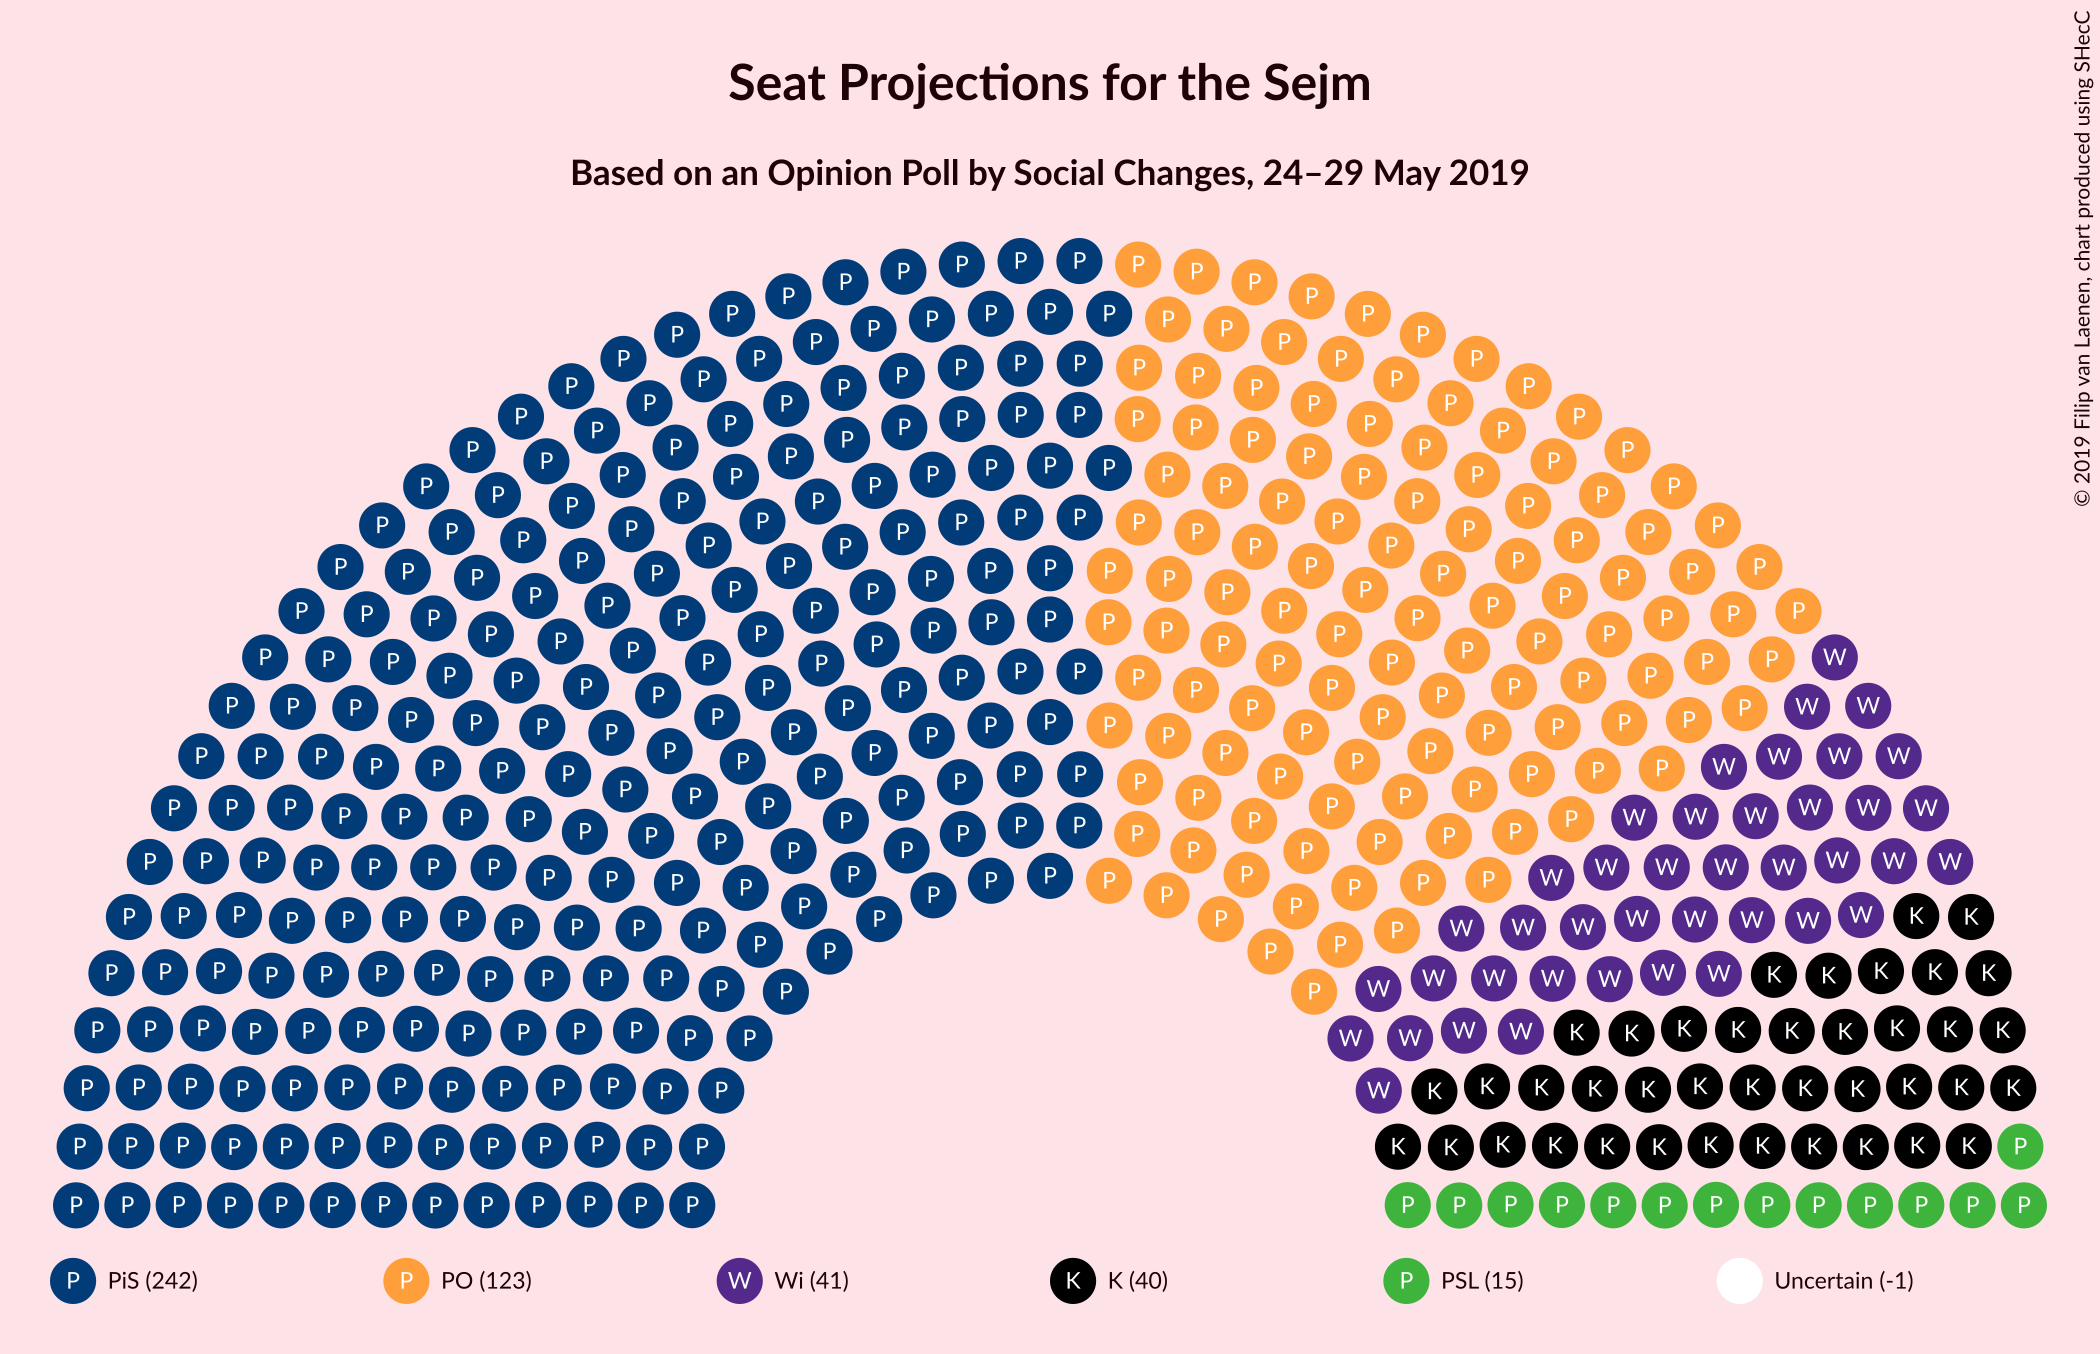 Seat Projections for the Sejm
Based on an Opinion Poll by Social Changes, 24–29 May 2019
© 2019 Filip van Laenen, chart produced using SHecC
P PiS (242)
P PO (123)
W Wi (41)
K K (40)
P PSL (15)
Uncertain (-1)